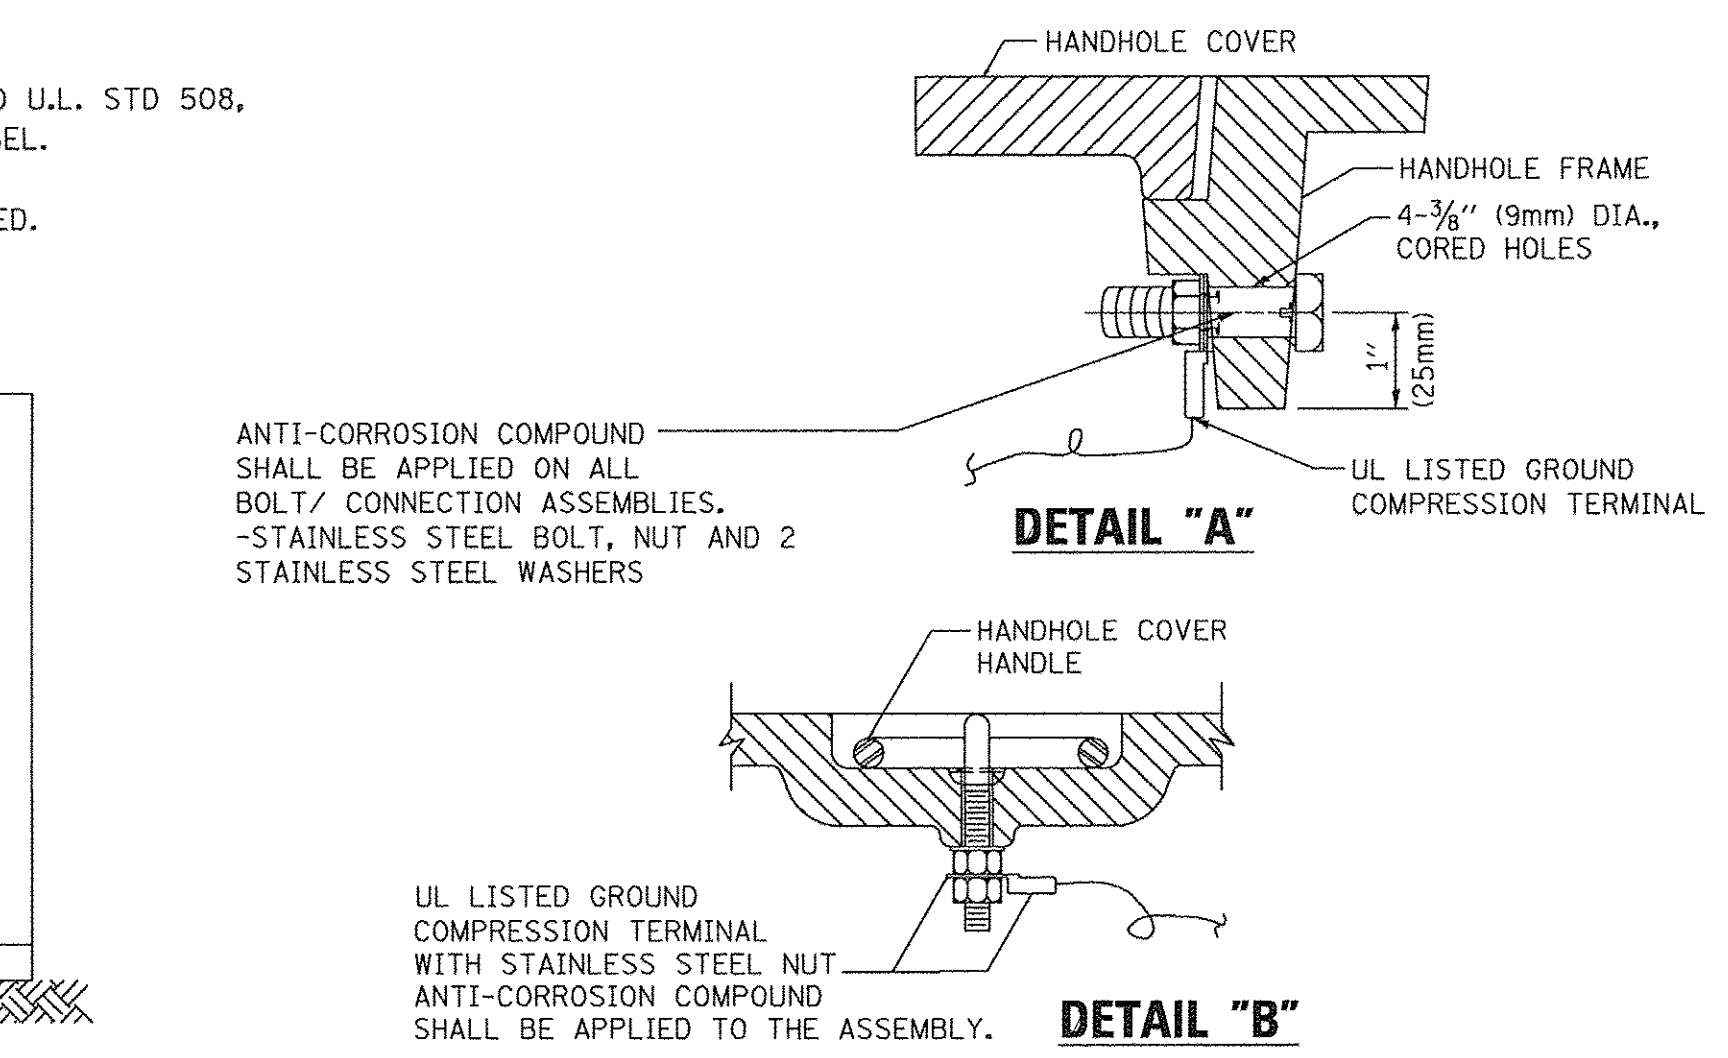 U.L. STD 508,
HANDHOLE COVER
HANDHOLE FRAME
4-3/8" (9mm) DIA.,
CORED HOLES
1"
(25mm)
ANTI-CORROSION COMPOUND
SHALL BE APPLIED ON ALL
BOLT/ CONNECTION ASSEMBLIES.
-STAINLESS STEEL BOLT, NUT AND 2
STAINLESS STEEL WASHERS
UL LISTED GROUND
COMPRESSION TERMINAL
DETAIL "A"
HANDHOLE COVER
HANDLE
UL LISTED GROUND
COMPRESSION TERMINAL
WITH STAINLESS STEEL NUT
ANTI-CORROSION COMPOUND
SHALL BE APPLIED TO THE ASSEMBLY.
DETAIL "B"